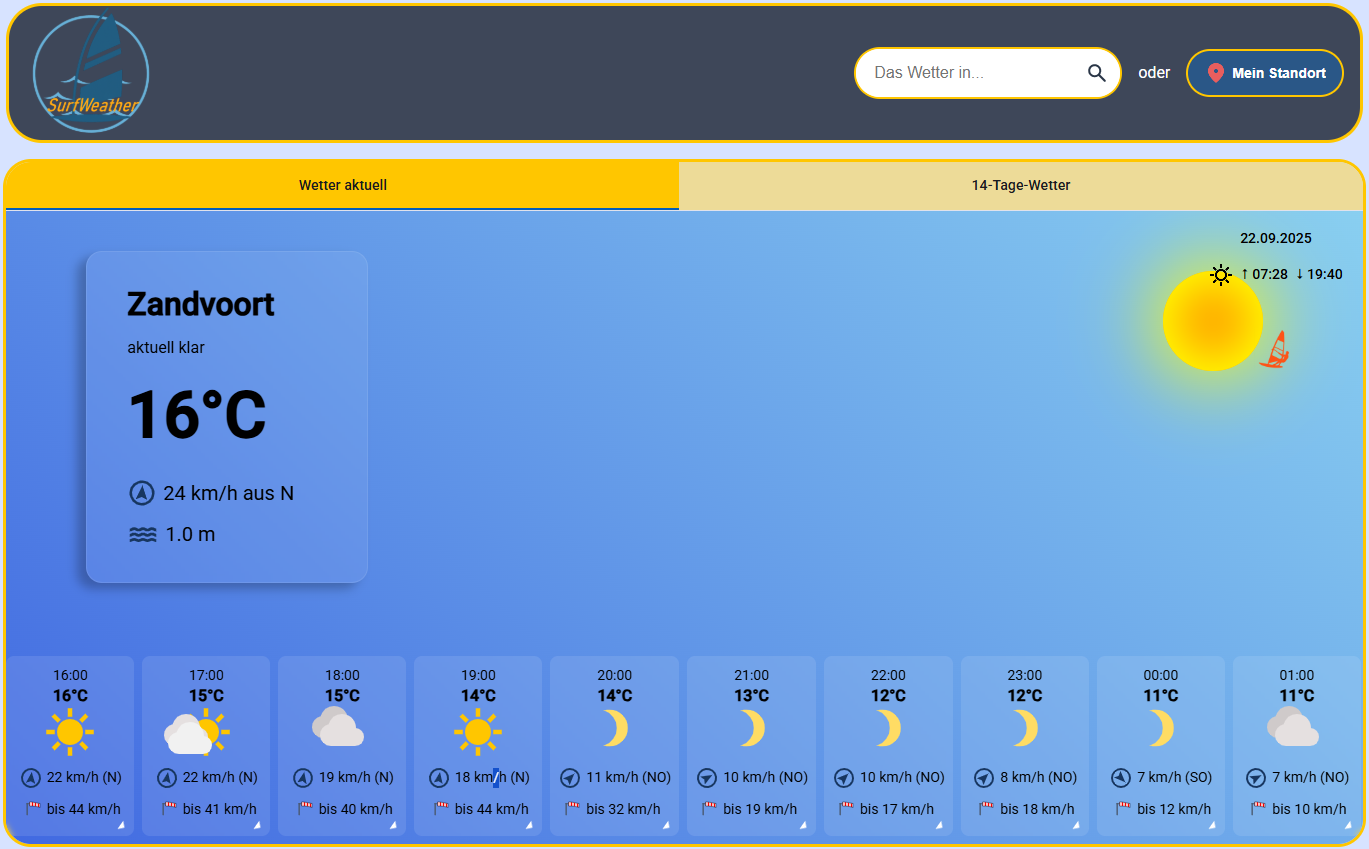 SurfWeather
Das Wetter in...
oder
Mein Standort
Wetter aktuell
14-Tage-Wetter
22.09.2025
↑ 07:28 ↓ 19:40
Zandvoort
aktuell klar
16°C
24 km/h aus N
1.0 m
16:00
16°C
22 km/h (N)
bis 44 km/h
17:00
15°C
22 km/h (N)
bis 41 km/h
18:00
15°C
19 km/h (N)
bis 40 km/h
19:00
14°C
18 km/h (N)
bis 44 km/h
20:00
14°C
11 km/h (NO)
bis 32 km/h
21:00
13°C
10 km/h (NO)
bis 19 km/h
22:00
12°C
10 km/h (NO)
bis 17 km/h
23:00
12°C
8 km/h (NO)
bis 18 km/h
00:00
11°C
7 km/h (SO)
bis 12 km/h
01:00
11°C
7 km/h (NO)
bis 10 km/h